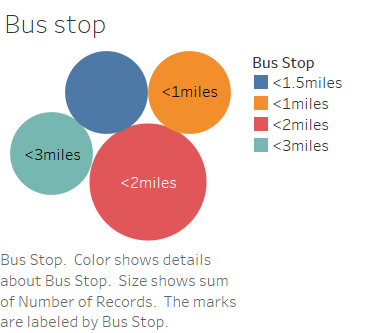 Bus stop
Bus Stop
<1.5miles
<1miles
<2miles
<3miles
<1miles
<3miles
<2miles
Bus Stop.  Color shows details
about Bus Stop.  Size shows sum
of Number of Records.  The marks
are labeled by Bus Stop.